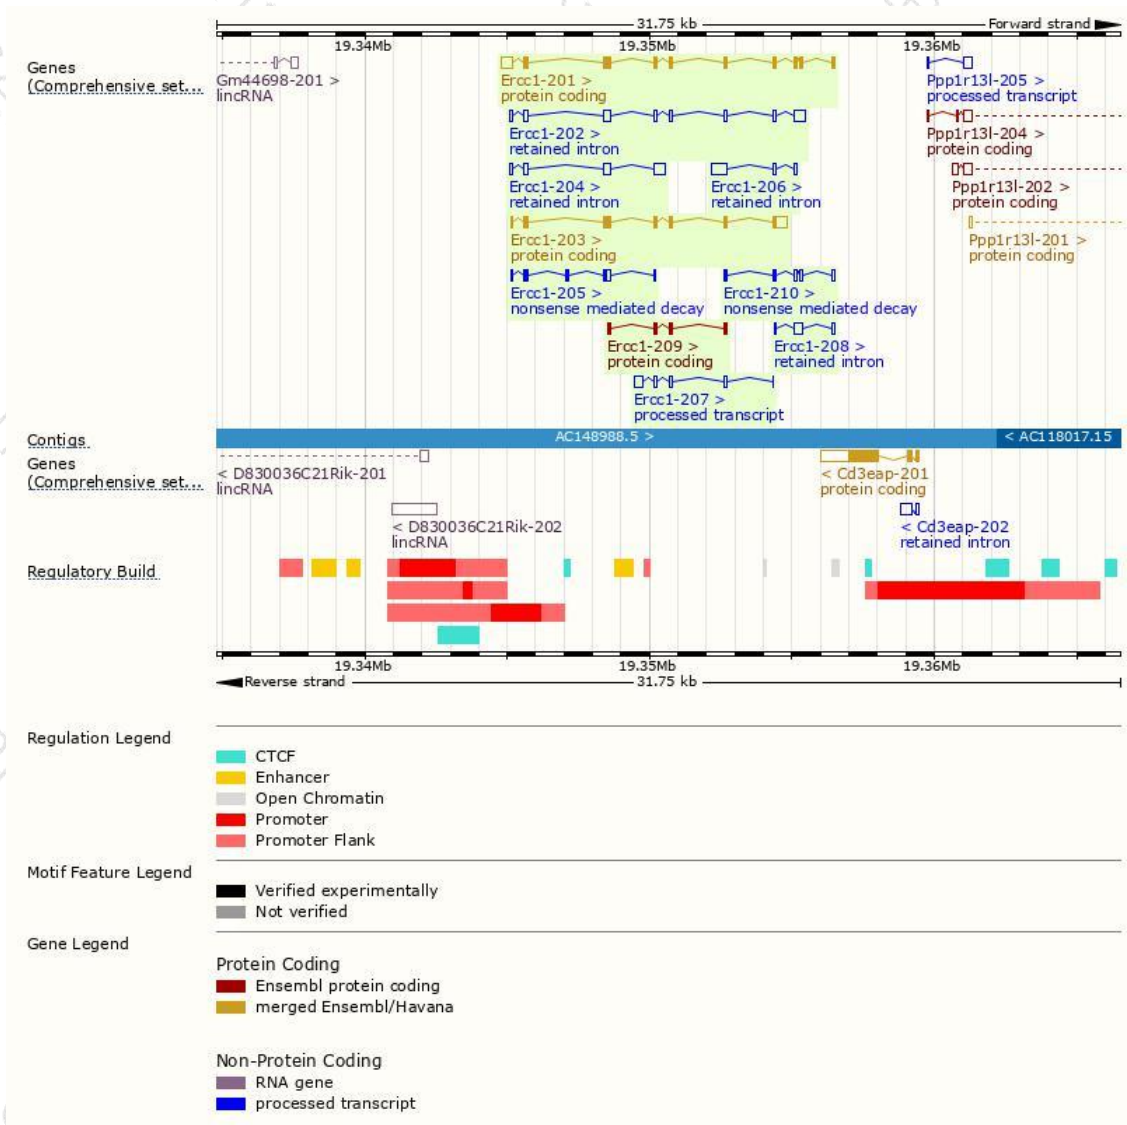 31.75 kb Forward strand
19.34Mb 19.35Mb 19.36Mb
Genes
(Comprehensive set...
Gm44698-201 >
lincRNA
Ercc1-201 >
protein coding
Ppp1r13l-205 >
processed transcript
Ercc1-202 >
retained intron
Ppp1r13l-204 >
protein coding
Ercc1-204 >
retained intron
Ercc1-206 >
retained intron
Ppp1r13l-202 >
protein coding
Ercc1-203 >
protein coding
Ppp1r13l-201 >
protein coding
Ercc1-205 >
nonsense mediated decay
Ercc1-210 >
nonsense mediated decay
Ercc1-209 >
protein coding
Ercc1-208 >
retained intron
Ercc1-207 >
processed transcript
Contigs
AC148988.5 >
< AC118017.15
Genes
(Comprehensive set...
< D830036C21Rik-201
lincRNA
< Cd3eap-201
protein coding
< D830036C21Rik-202
lincRNA
< Cd3eap-202
retained intron
Regulatory Build
19.34Mb 19.35Mb 19.36Mb
Reverse strand 31.75 kb
Regulation Legend
CTCF
Enhancer
Open Chromatin
Promoter
Promoter Flank
Motif Feature Legend
Verified experimentally
Not verified
Gene Legend
Protein Coding
Ensembl protein coding
merged Ensembl/Havana
Non-Protein Coding
RNA gene
processed transcript